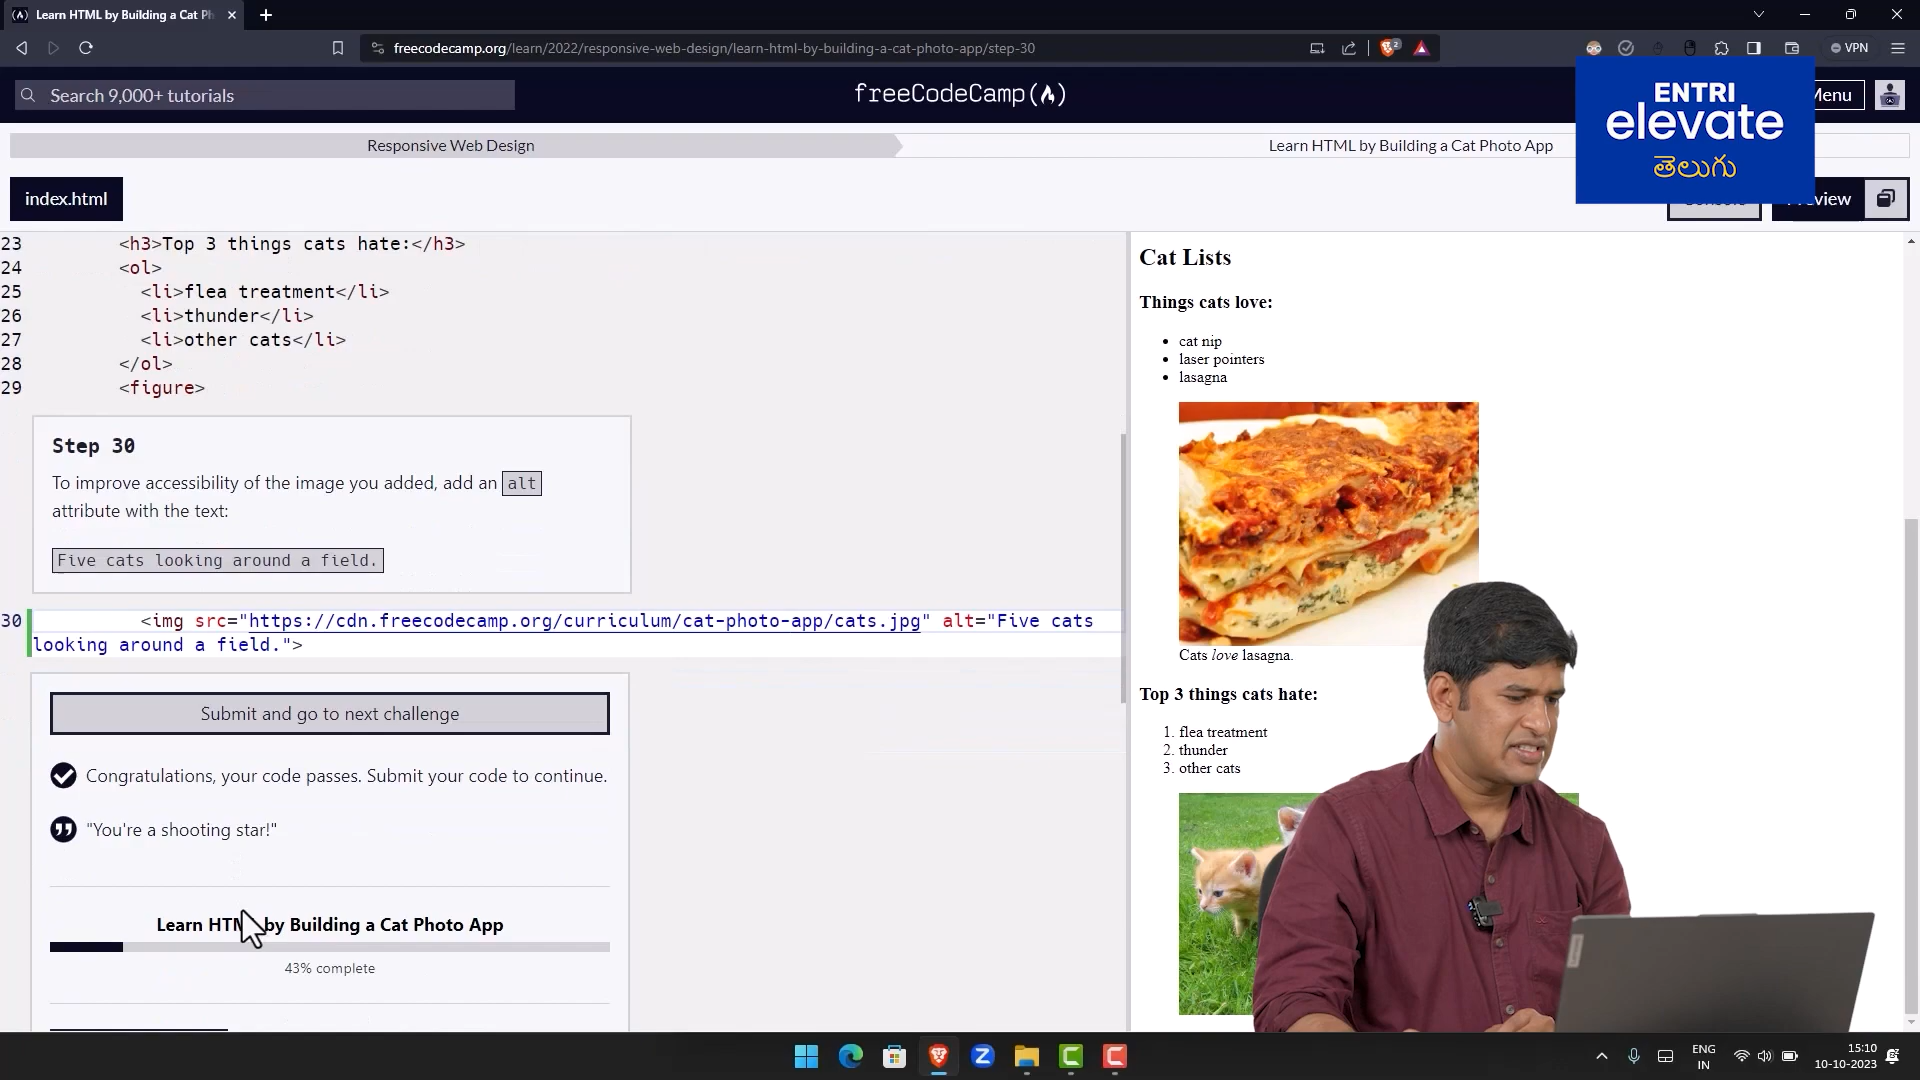 Learn HTML by Building a Cat Ph
freecodecamp.org/learn/2022/responsive-web-design/learn-html-by-building-a-cat-photo-app/step-30
2
VPN
Search 9,000+ tutorials
freeCodeCamp(🔥)
Menu
ENTRI
elevate
తెలుగు
Responsive Web Design
Learn HTML by Building a Cat Photo App
index.html
Console
Preview
23 <h3>Top 3 things cats hate:</h3>
24 <ol>
25 <li>flea treatment</li>
26 <li>thunder</li>
27 <li>other cats</li>
28 </ol>
29 <figure>
Step 30
To improve accessibility of the image you added, add an alt
attribute with the text:
Five cats looking around a field.
30 <img src="https://cdn.freecodecamp.org/curriculum/cat-photo-app/cats.jpg" alt="Five cats
looking around a field.">
Submit and go to next challenge
Congratulations, your code passes. Submit your code to continue.
"You're a shooting star!"
Learn HTML by Building a Cat Photo App
43% complete
Cat Lists
Things cats love:
• cat nip
• laser pointers
• lasagna
Cats love lasagna.
Top 3 things cats hate:
1. flea treatment
2. thunder
3. other cats
ENG
IN
15:10
10-10-2023